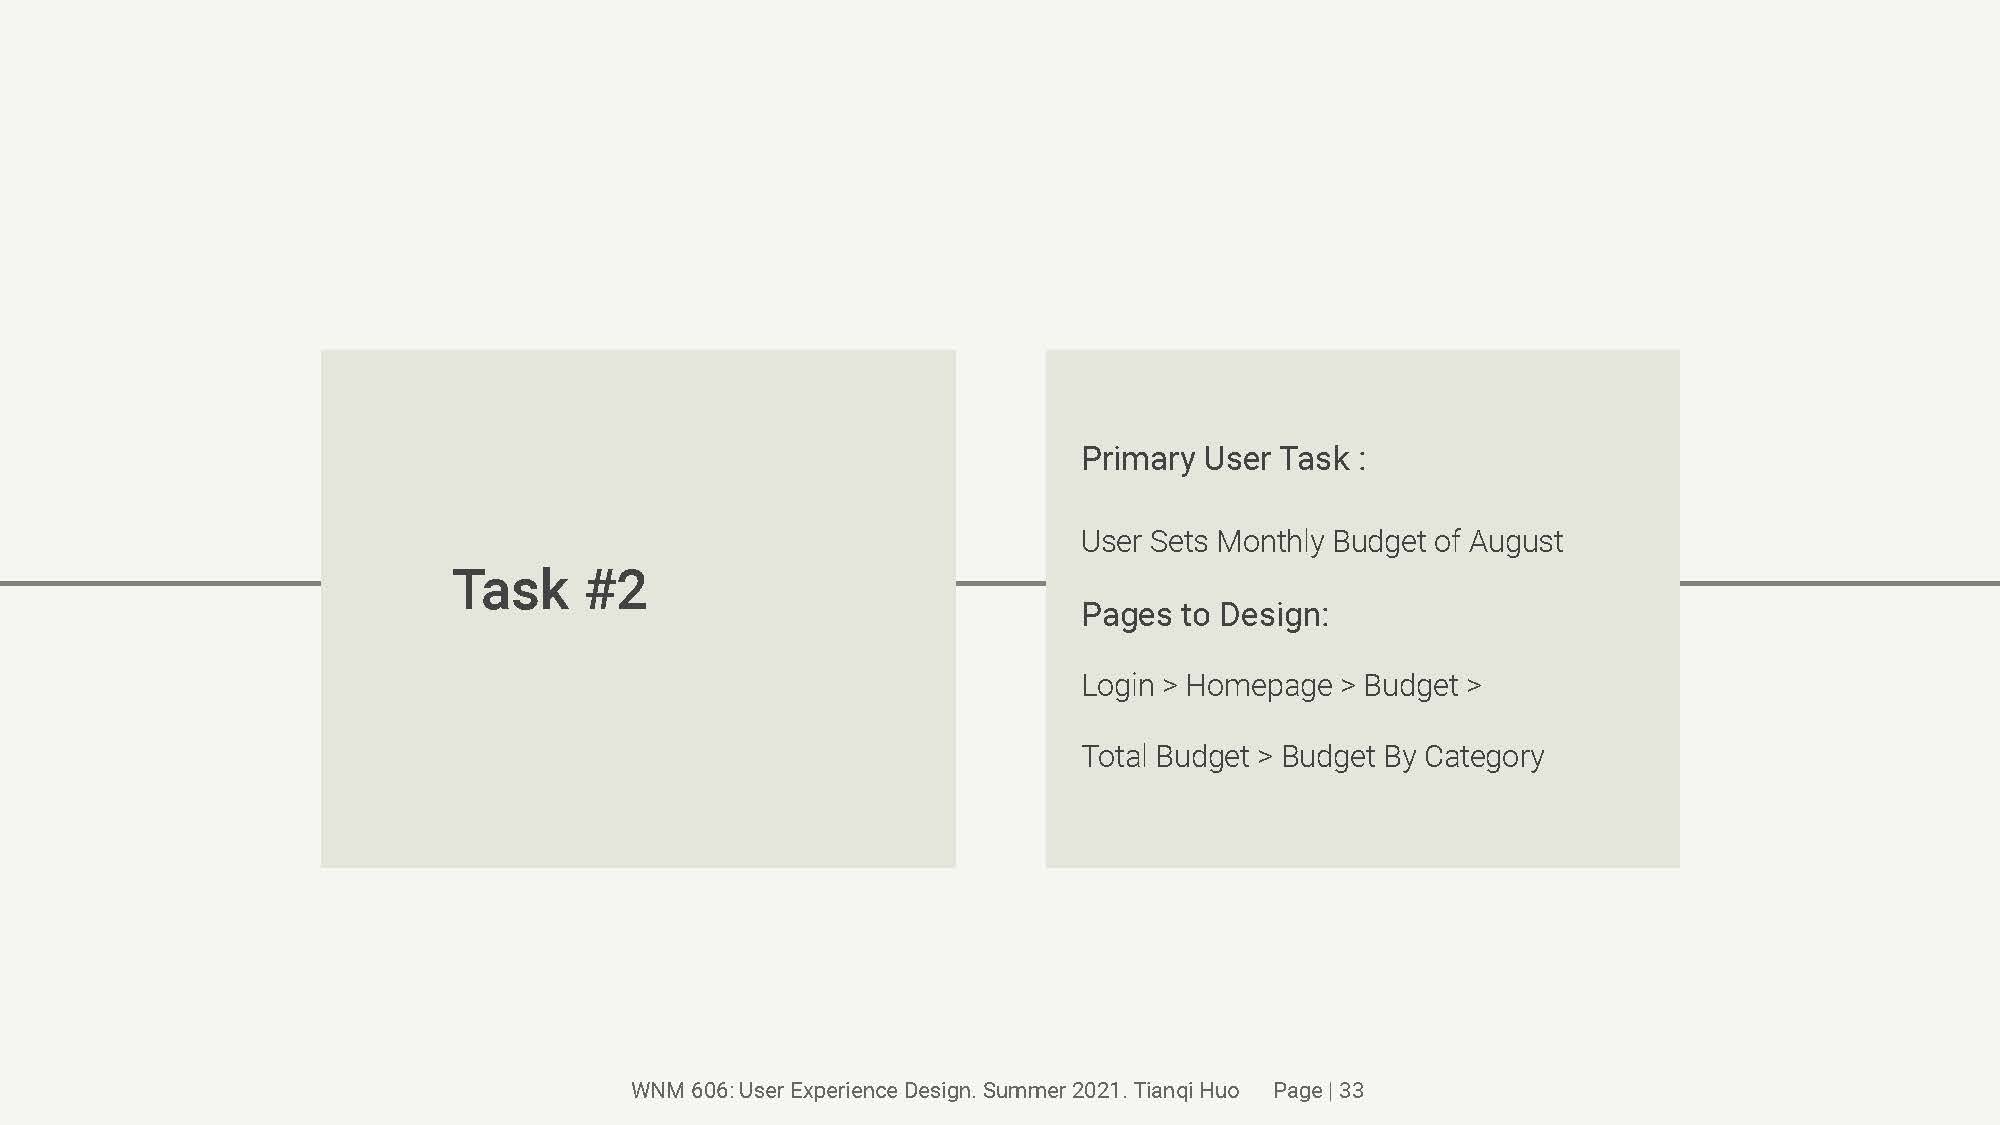 Task #2
Primary User Task :
User Sets Monthly Budget of August
Pages to Design:
Login > Homepage > Budget >
Total Budget > Budget By Category
WNM 606: User Experience Design. Summer 2021. Tianqi Huo Page | 33